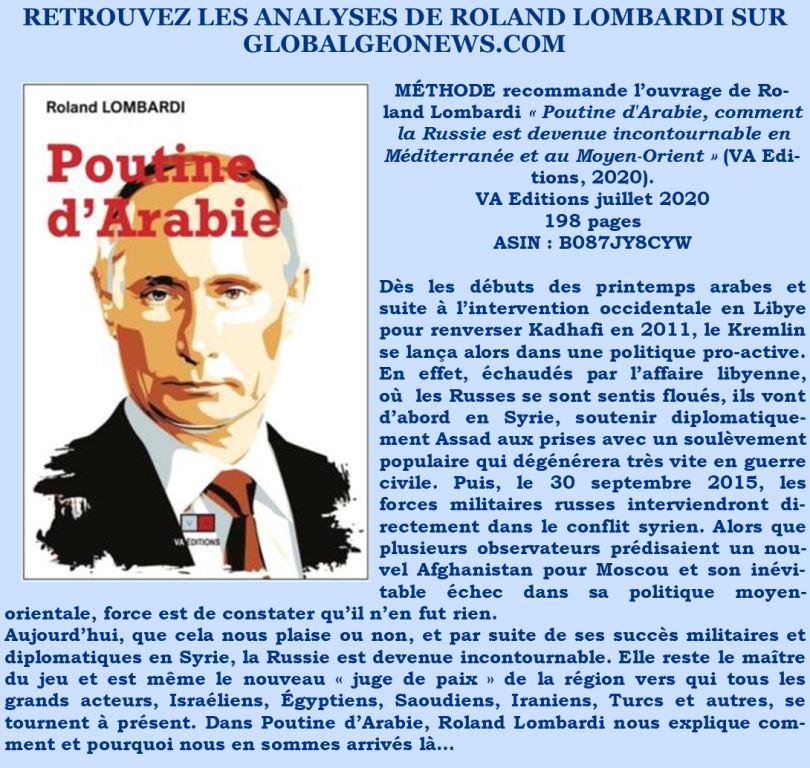 RETROUVEZ LES ANALYSES DE ROLAND LOMBARDI SUR
GLOBALGEONEWS.COM
Roland LOMBARDI
Poutine
d'Arabie
VA
VA EDITIONS
MÉTHODE recommande l'ouvrage de Ro-
land Lombardi « Poutine d'Arabie, comment
la Russie est devenue incontournable en
Méditerranée et au Moyen-Orient » (VA Edi-
tions, 2020).
VA Editions juillet 2020
198 pages
ASIN : B087JY8CYW
Dès les débuts des printemps arabes et
suite à l'intervention occidentale en Libye
pour renverser Kadhafi en 2011, le Kremlin
se lança alors dans une politique pro-active.
En effet, échaudés par l'affaire libyenne,
où les Russes se sont sentis floués, ils vont
d'abord en Syrie, soutenir diplomatique-
ment Assad aux prises avec un soulèvement
populaire qui dégénérera très vite en guerre
civile. Puis, le 30 septembre 2015, les
forces militaires russes interviendront di-
rectement dans le conflit syrien. Alors que
plusieurs observateurs prédisaient un nou-
vel Afghanistan pour Moscou et son inévi-
table échec dans sa politique moyen-
orientale, force est de constater qu'il n'en fut rien.
Aujourd'hui, que cela nous plaise ou non, et par suite de ses succès militaires et
diplomatiques en Syrie, la Russie est devenue incontournable. Elle reste le maître
du jeu et est même le nouveau « juge de paix » de la région vers qui tous les
grands acteurs, Israéliens, Égyptiens, Saoudiens, Iraniens, Turcs et autres, se
tournent à présent. Dans Poutine d'Arabie, Roland Lombardi nous explique com-
ment et pourquoi nous en sommes arrivés là...